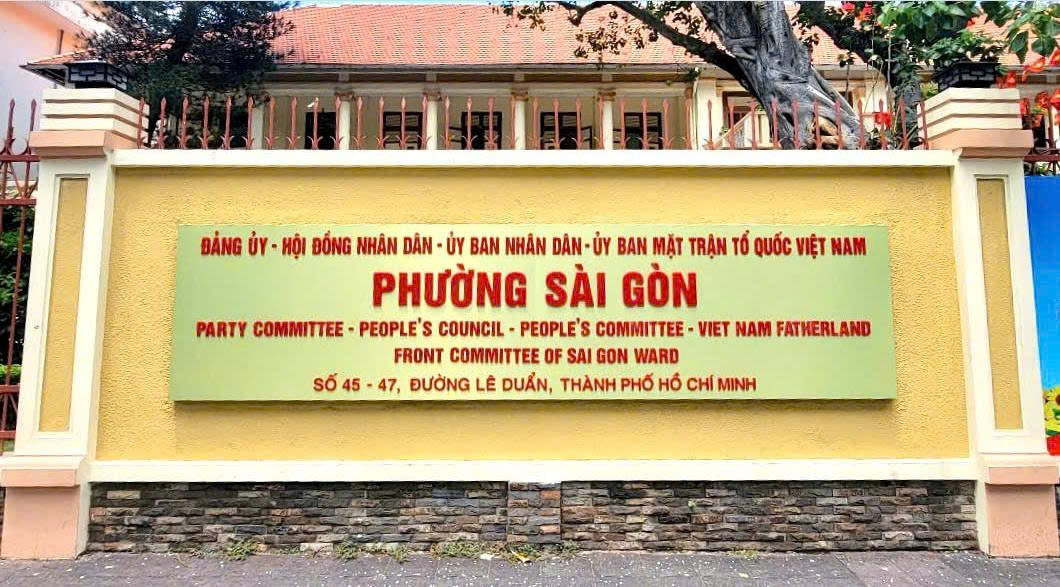 ĐẢNG ỦY - HỘI ĐỒNG NHÂN DÂN - ỦY BAN NHÂN DÂN - ỦY BAN MẶT TRẬN TỔ QUỐC VIỆT NAM
PHƯỜNG SÀI GÒN
PARTY COMMITTEE - PEOPLE'S COUNCIL - PEOPLE'S COMMITTEE - VIET NAM FATHERLAND
FRONT COMMITTEE OF SAI GON WARD
SỐ 45 - 47, ĐƯỜNG LÊ DUẨN, THÀNH PHỐ HỒ CHÍ MINH